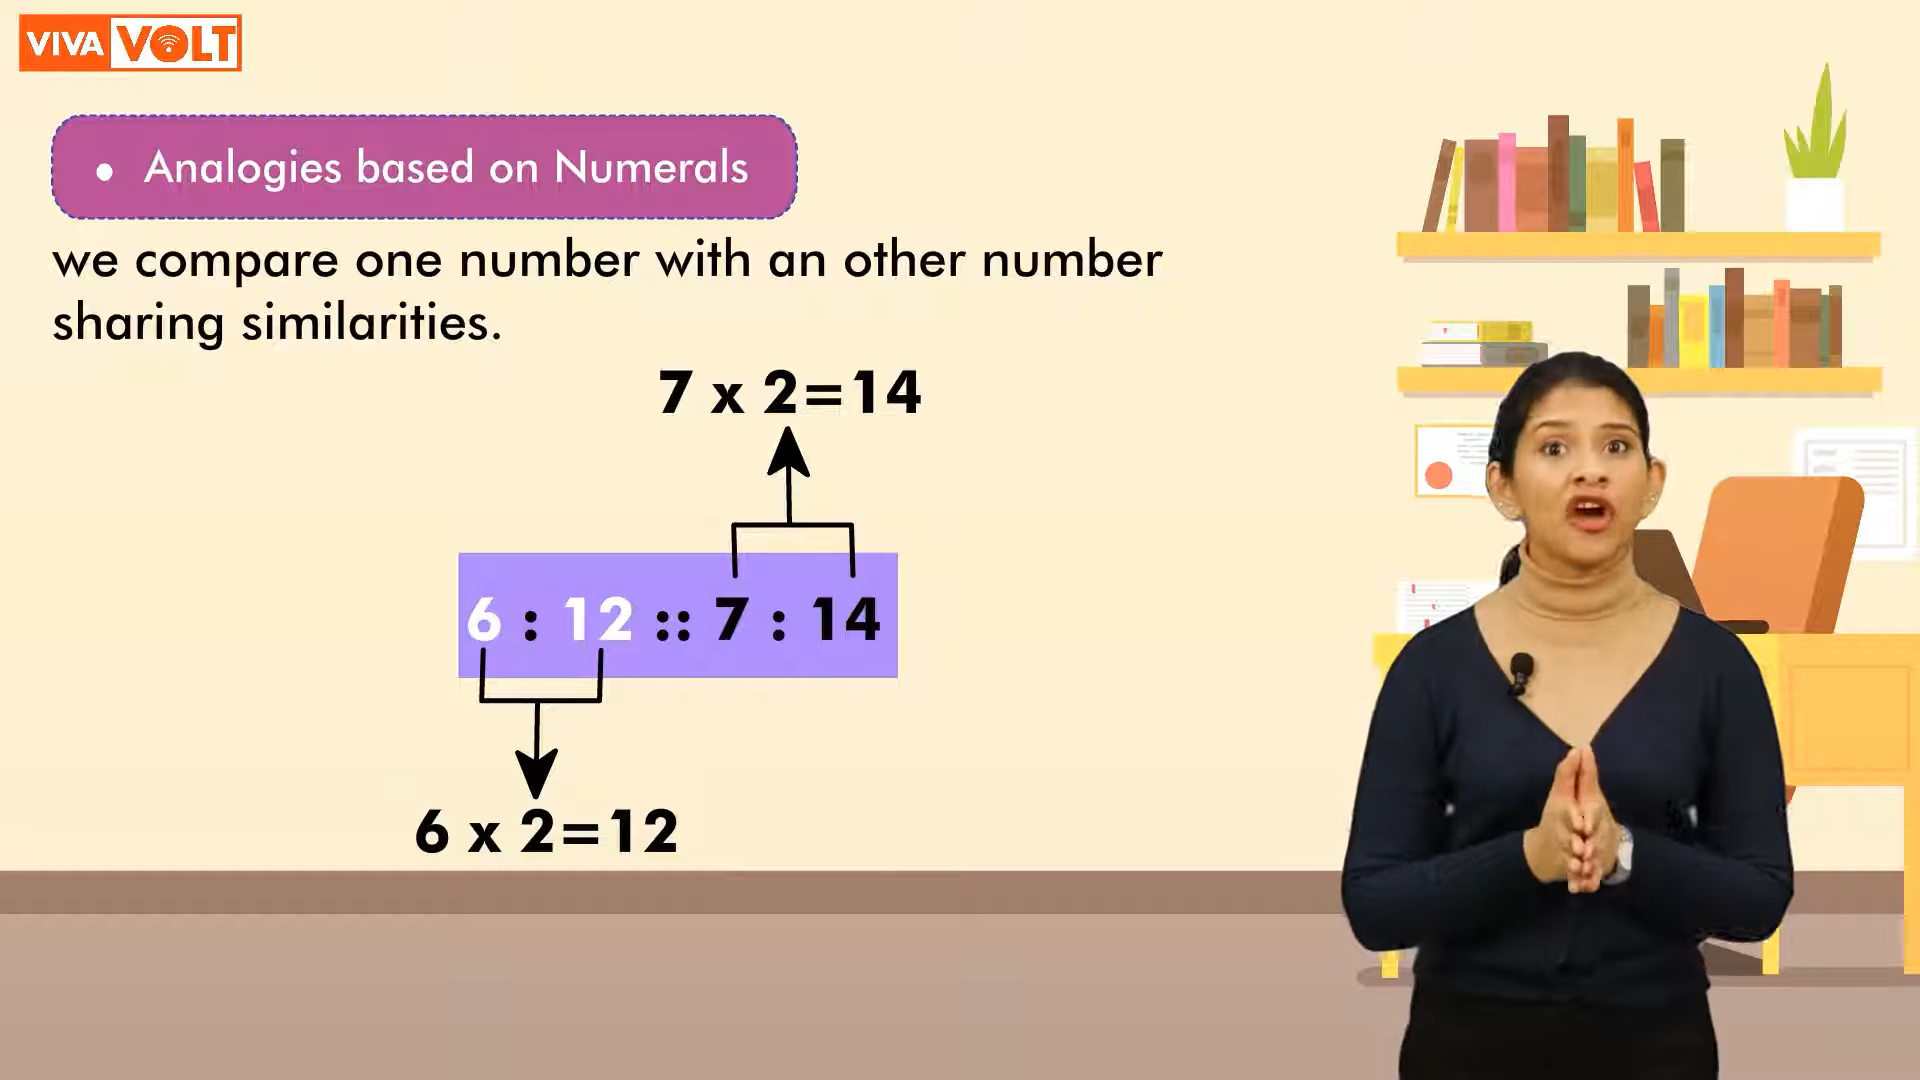 VIVA VOLT
• Analogies based on Numerals
we compare one number with an other number
sharing similarities.
7 x 2=14
6 : 12 :: 7 : 14
6 x 2=12